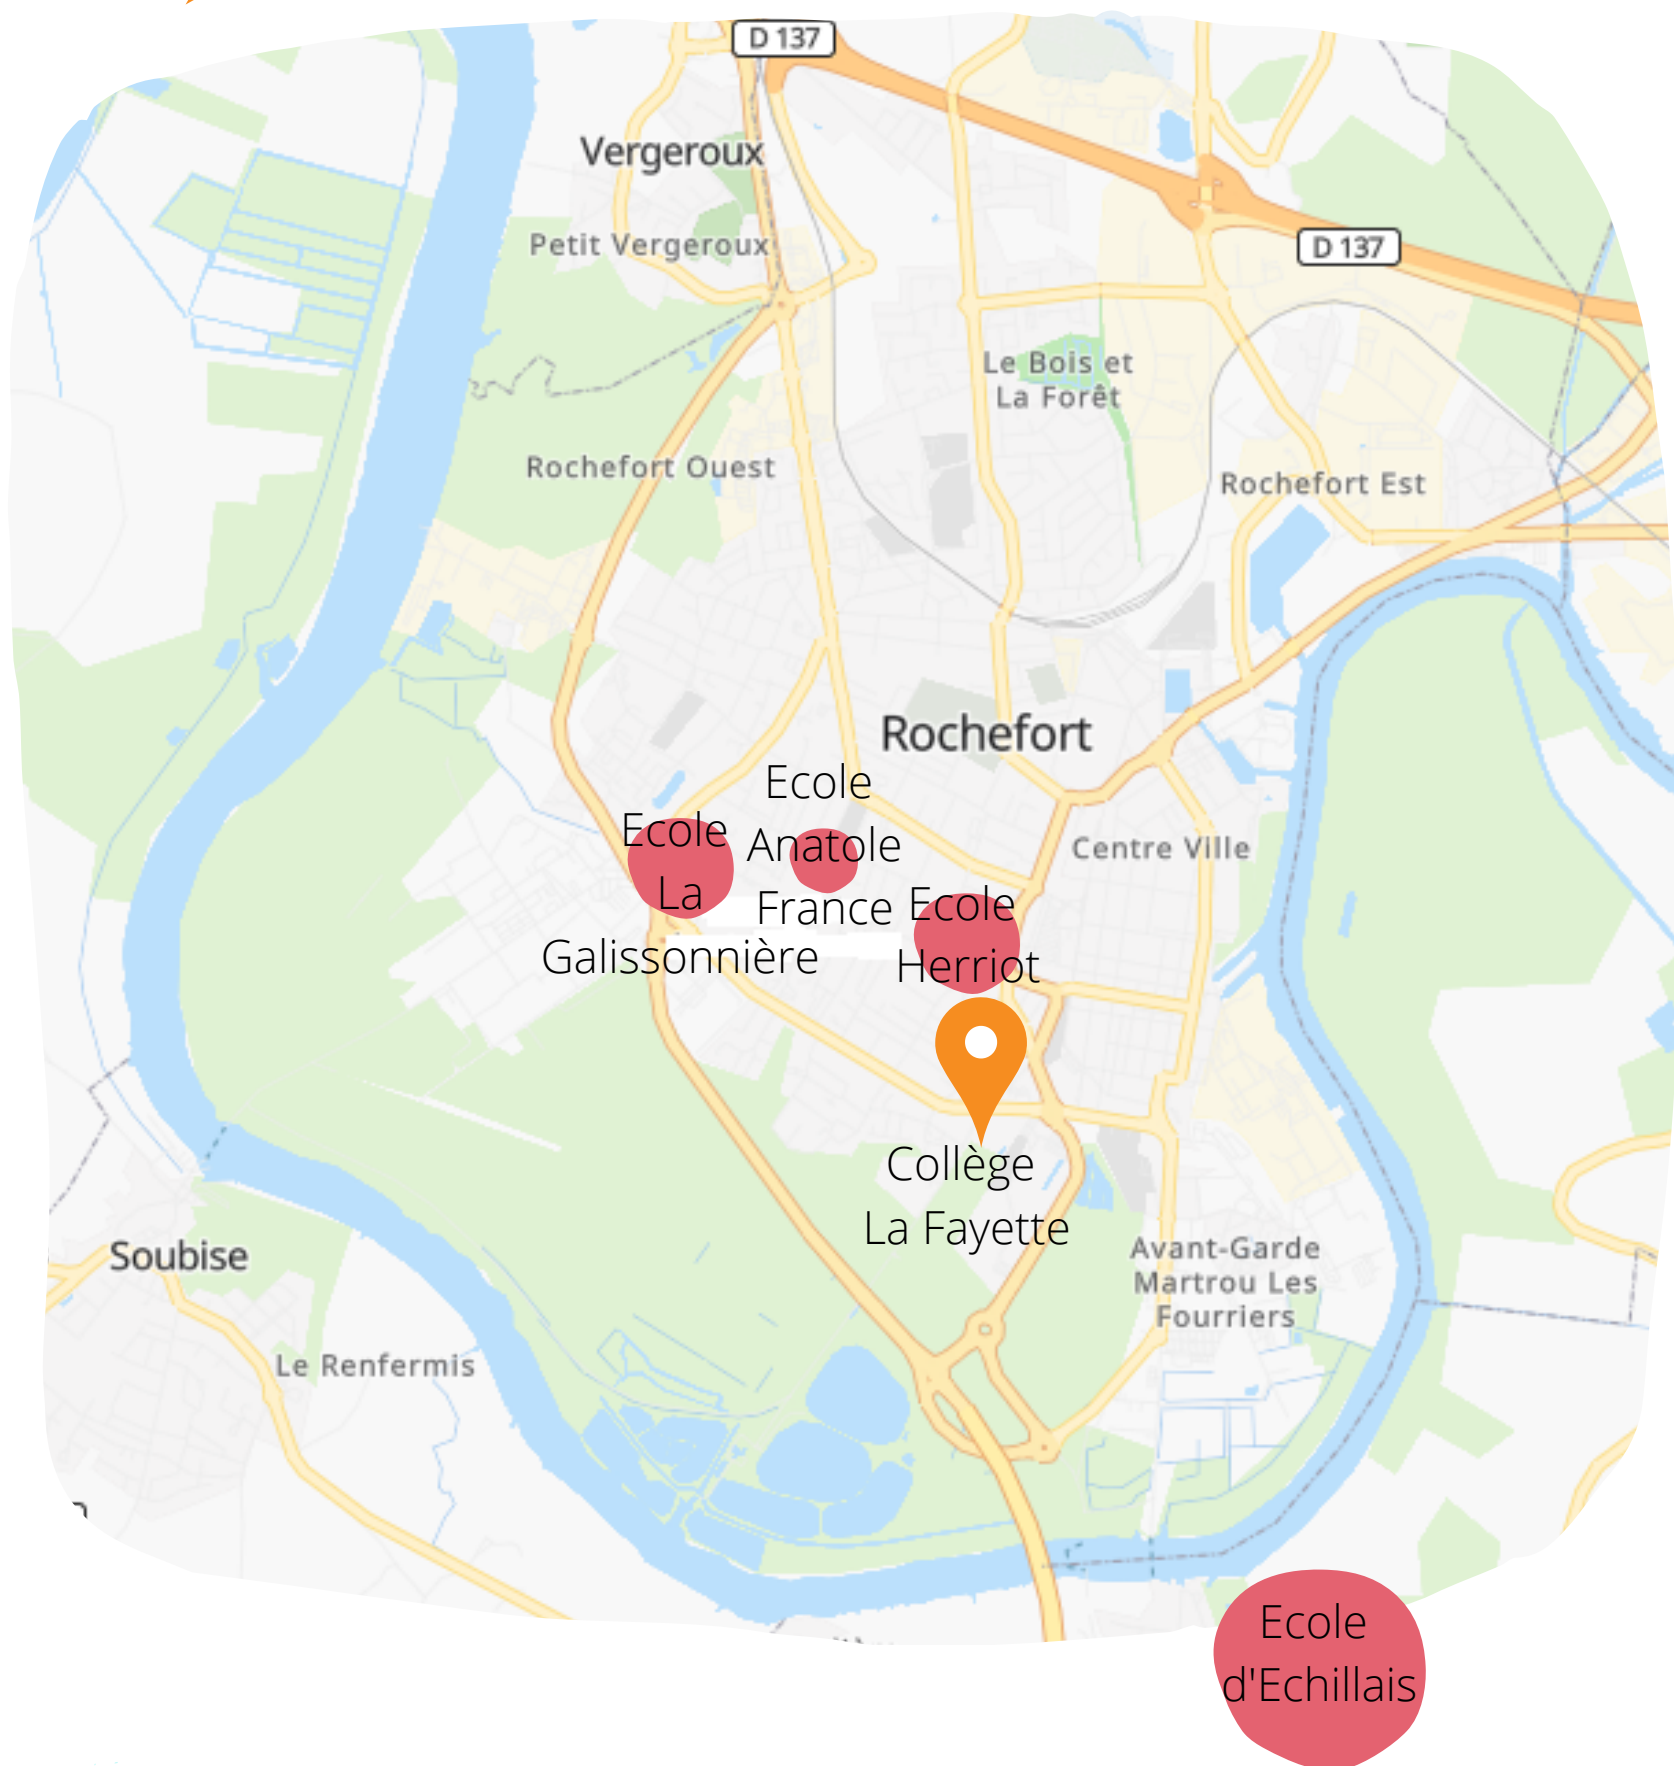 D 137
Vergeroux
Petit Vergeroux
D 137
Le Bois et
La Forêt
Rochefort Ouest
Rochefort Est
Rochefort
Ecole
Anatole
France
Ecole
La
Galissonnière
Centre Ville
Ecole
Herriot
Collège
La Fayette
Soubise
Avant-Garde
Martrou Les
Fourriers
Le Renfermis
Ecole
d'Echillais